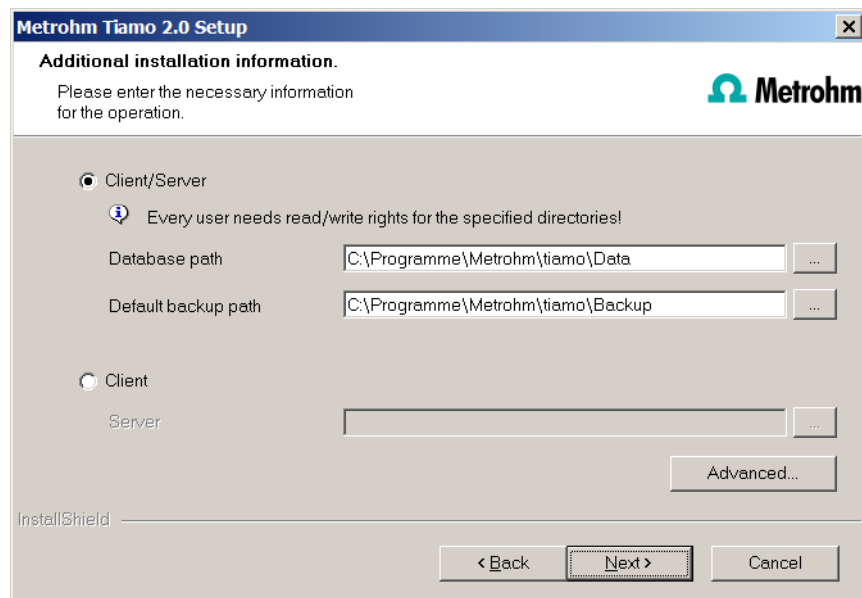 Metrohm Tiamo 2.0 Setup
Additional installation information.
Please enter the necessary information
for the operation.
Metrohm
Client/Server
Every user needs read/write rights for the specified directories!
Database path C:\Programme\Metrohm\tiamo\Data ...
Default backup path C:\Programme\Metrohm\tiamo\Backup ...
Client
Server ...
Advanced...
InstallShield
< Back Next > Cancel